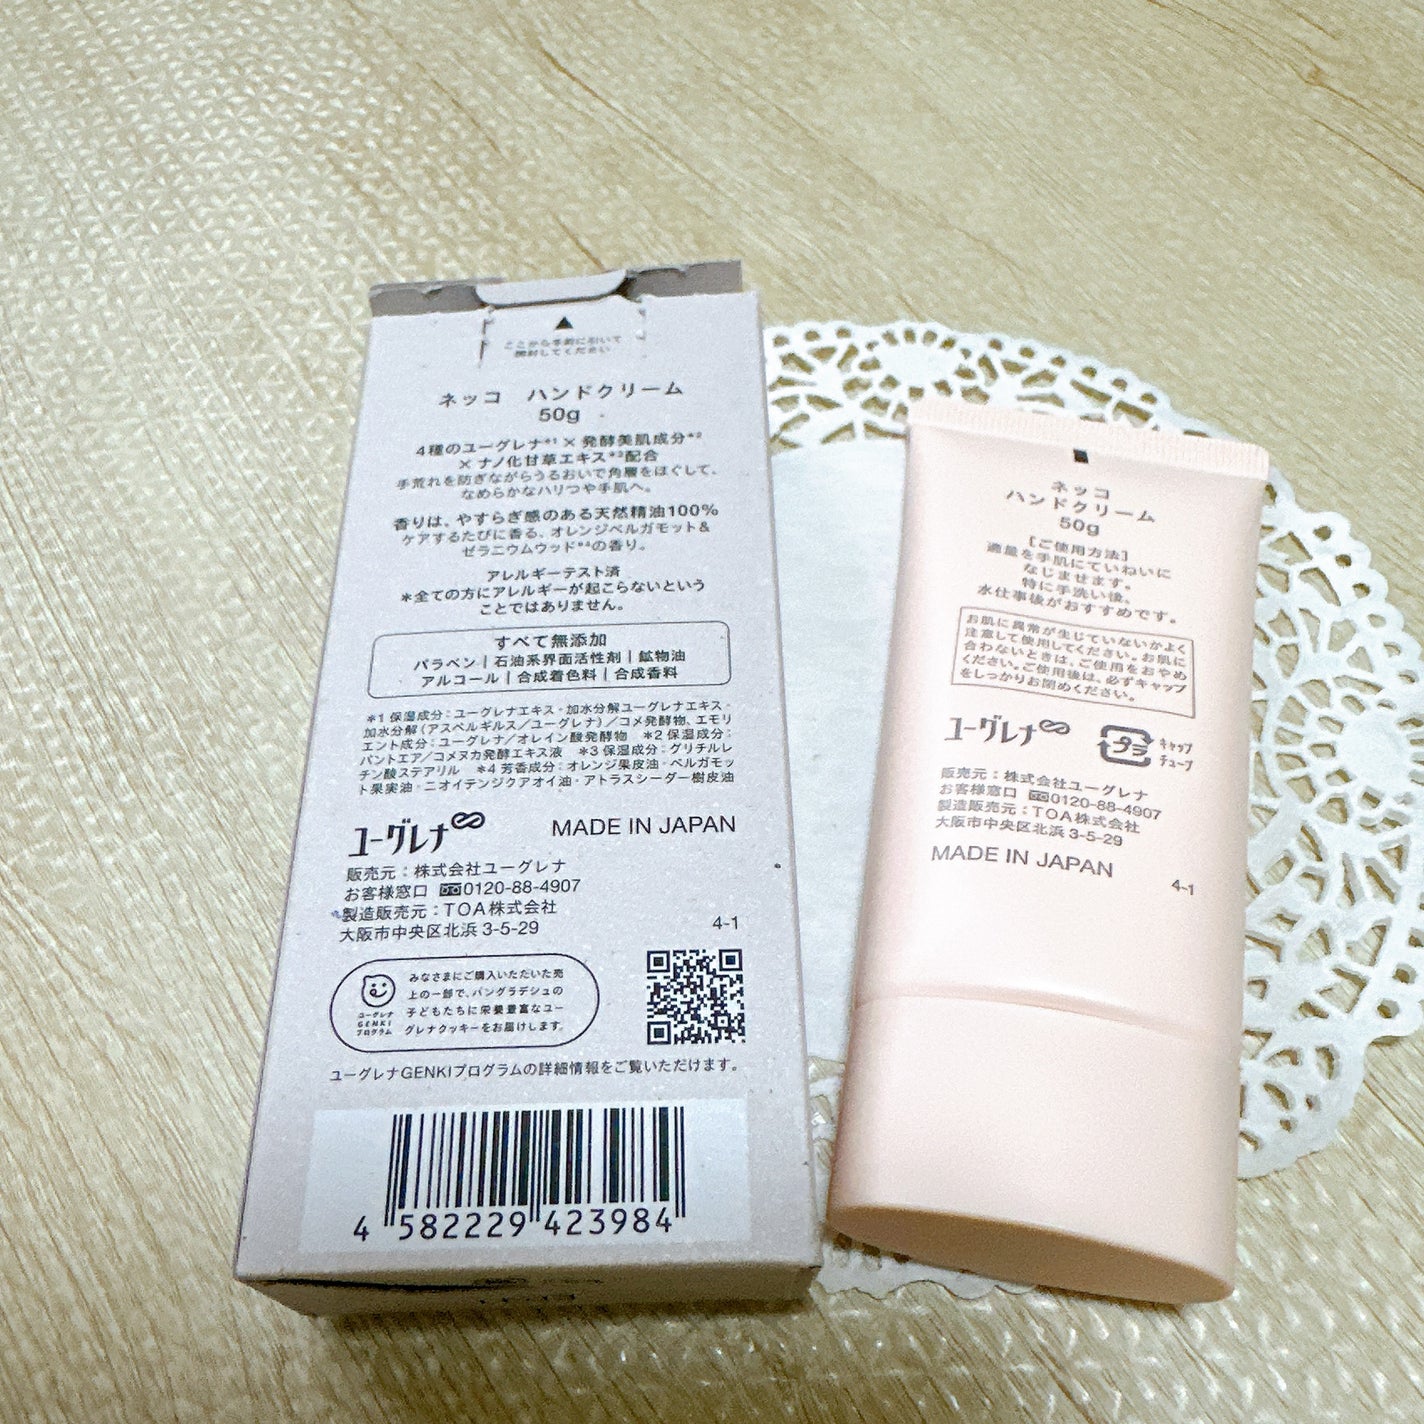 ここから手前に引いて
開封してください
ネッコ ハンドクリーム
50g
4種のユーグレナ*1 × 発酵美肌成分*2
× ナノ化甘草エキス*3配合
手荒れを防ぎながらうるおいで角層をほぐして、
なめらかなハリつや手肌へ。
香りは、やすらぎ感のある天然精油100%
ケアするたびに香る、オレンジベルガモット&
ゼラニウムウッド*4の香り。
アレルギーテスト済
*全ての方にアレルギーが起こらないという
ことではありません。
すべて無添加
パラベン | 石油系界面活性剤 | 鉱物油
アルコール | 合成着色料 | 合成香料
*1 保湿成分:ユーグレナエキス・加水分解ユーグレナエキス・
加水分解(アスペルギルス/ユーグレナ)/コメ発酵物、エモリ
エント成分:ユーグレナ/オレイン酸発酵物 *2 保湿成分:
パントエア/コメヌカ発酵エキス液 *3 保湿成分:グリチルレ
チン酸ステアリル *4 芳香成分:オレンジ果皮油・ベルガモッ
ト果実油・ニオイテンジクアオイ油・アトラスシーダー樹皮油
ユーグレナ
MADE IN JAPAN
販売元:株式会社ユーグレナ
お客様窓口 0120-88-4907
製造販売元:TOA株式会社
大阪市中央区北浜 3-5-29
4-1
ユーグレナ
GENKI
プログラム
みなさまにご購入いただいた売
上の一部で、バングラデシュの
子どもたちに栄養豊富なユー
グレナクッキーをお届けします。
ユーグレナGENKIプログラムの詳細情報をご覧いただけます。
4 582229 423984
ネッコ
ハンドクリーム
50g
[ご使用方法]
適量を手肌にていねいに
なじませます。
特に手洗い後、
水仕事後がおすすめです。
お肌に異常が生じていないかよく
注意して使用してください。お肌に
合わないときは、ご使用をおやめ
ください。ご使用後は、必ずキャップ
をしっかりお閉めください。
ユーグレナ
プラ
キャップ
チューブ
販売元:株式会社ユーグレナ
お客様窓口 0120-88-4907
製造販売元:TOA株式会社
大阪市中央区北浜 3-5-29
MADE IN JAPAN
4-1